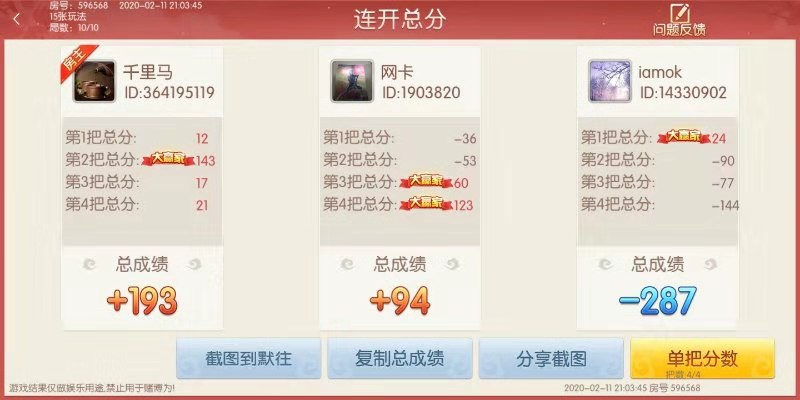 房号：596568 2020-02-11 21:03:45
15张玩法
局数：10/10
连开总分
问题反馈
房主
千里马
ID:364195119
第1把总分: 12
第2把总分: 大赢家 143
第3把总分: 17
第4把总分: 21
总成绩
+193
网卡
ID:1903820
第1把总分: -36
第2把总分: -53
第3把总分: 大赢家 60
第4把总分: 大赢家 123
总成绩
+94
iamok
ID:14330902
第1把总分: 大赢家 24
第2把总分: -90
第3把总分: -77
第4把总分: -144
总成绩
-287
截图到默往
复制总成绩
分享截图
单把分数
把数:4/4
游戏结果仅做娱乐用途,禁止用于赌博为!
2020-02-11 21:03:45 房号 596568